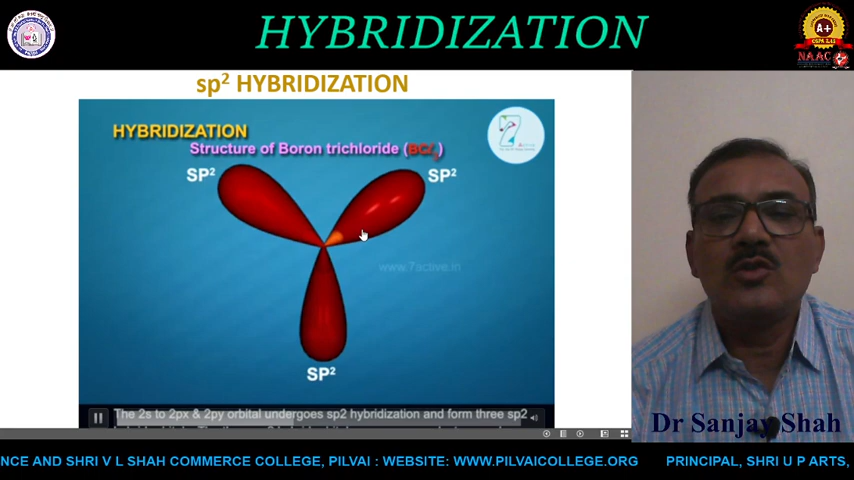 HYBRIDIZATION
A+
NAAC
sp² HYBRIDIZATION
HYBRIDIZATION
Structure of Boron trichloride (BCl₃)
7
SP²
SP²
www.7active.in
SP²
The 2s to 2px & 2py orbital undergoes sp2 hybridization and form three sp2
Dr Sanjay Shah
NCE AND SHRI V L SHAH COMMERCE COLLEGE, PILVAI : WEBSITE: WWW.PILVAICOLLEGE.ORG PRINCIPAL, SHRI U P ARTS,